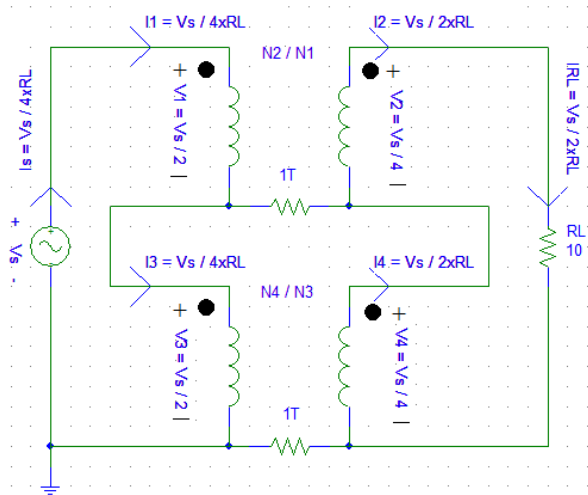 I1 = Vs / 4xRL
N2 / N1
I2 = Vs / 2xRL
Is = Vs / 4xRL
+
V1 = Vs / 2
|
+
V2 = Vs / 4
|
IRL = Vs / 2xRL
1T
+
Vs
-
RL
10
I3 = Vs / 4xRL
N4 / N3
I4 = Vs / 2xRL
+
V3 = Vs / 2
|
+
V4 = Vs / 4
|
1T